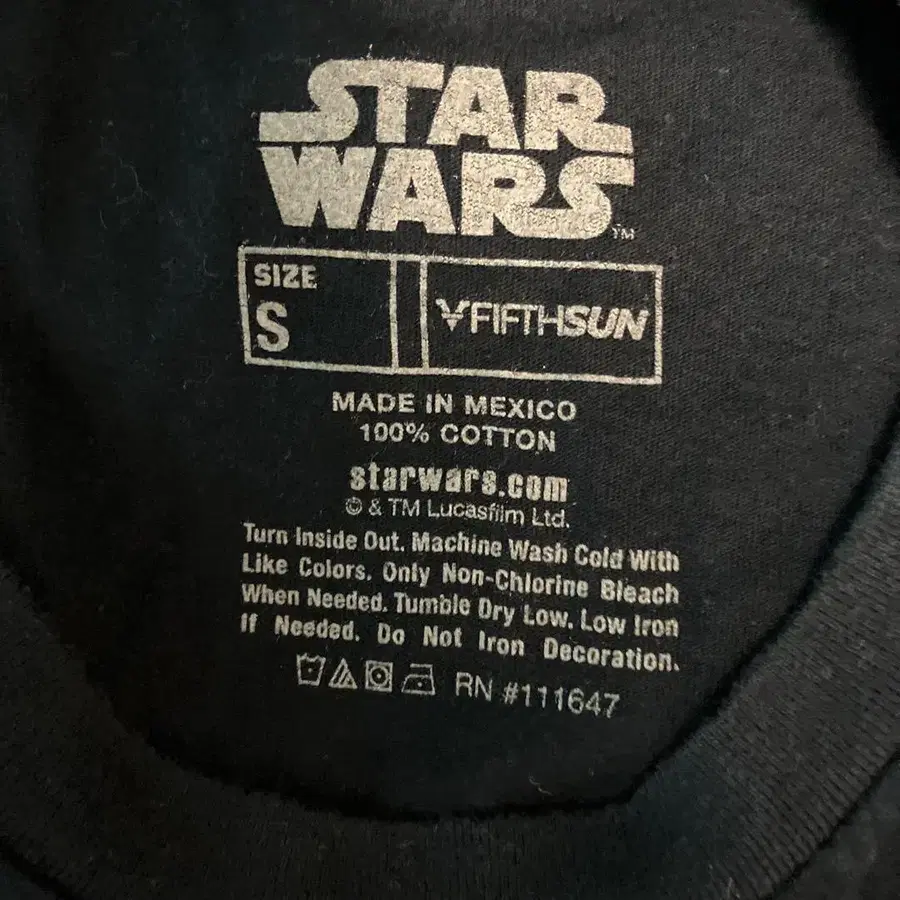 STAR
WARS™
SIZE
S
FIFTHSUN
MADE IN MEXICO
100% COTTON
starwars.com
© & TM Lucasfilm Ltd.
Turn Inside Out. Machine Wash Cold With
Like Colors. Only Non-Chlorine Bleach
When Needed. Tumble Dry Low. Low Iron
If Needed. Do Not Iron Decoration.
RN #111647